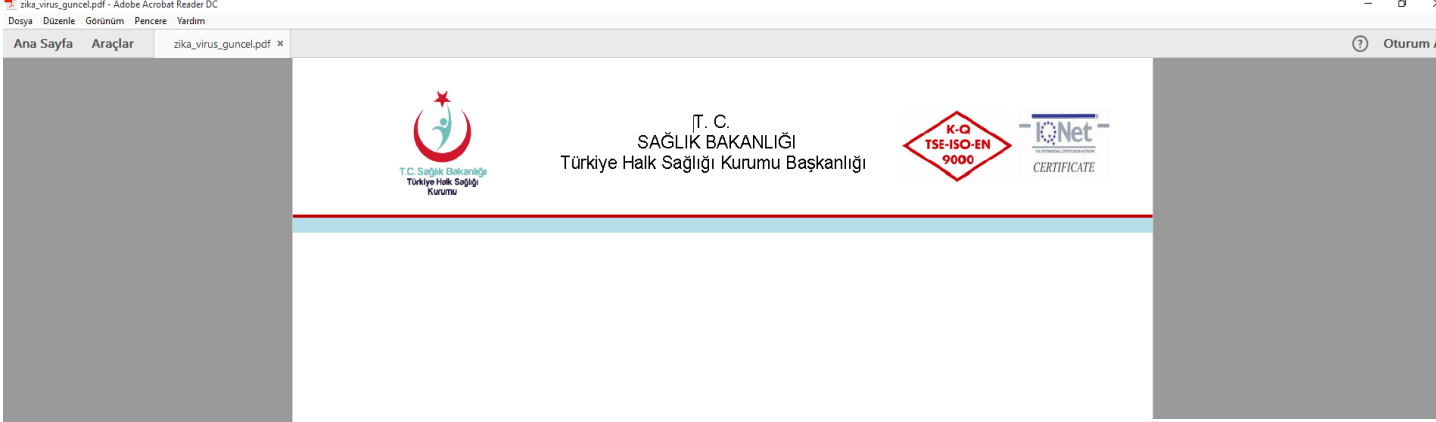 zika_virus_guncel.pdf - Adobe Acrobat Reader DC
Dosya Düzenle Görünüm Pencere Yardım
Ana Sayfa Araçlar zika_virus_guncel.pdf × ? Oturum A
T.C. Sağlık Bakanlığı
Türkiye Halk Sağlığı
Kurumu
T. C.
SAĞLIK BAKANLIĞI
Türkiye Halk Sağlığı Kurumu Başkanlığı
K-Q
TSE-ISO-EN
9000
IQNet
CERTIFICATE